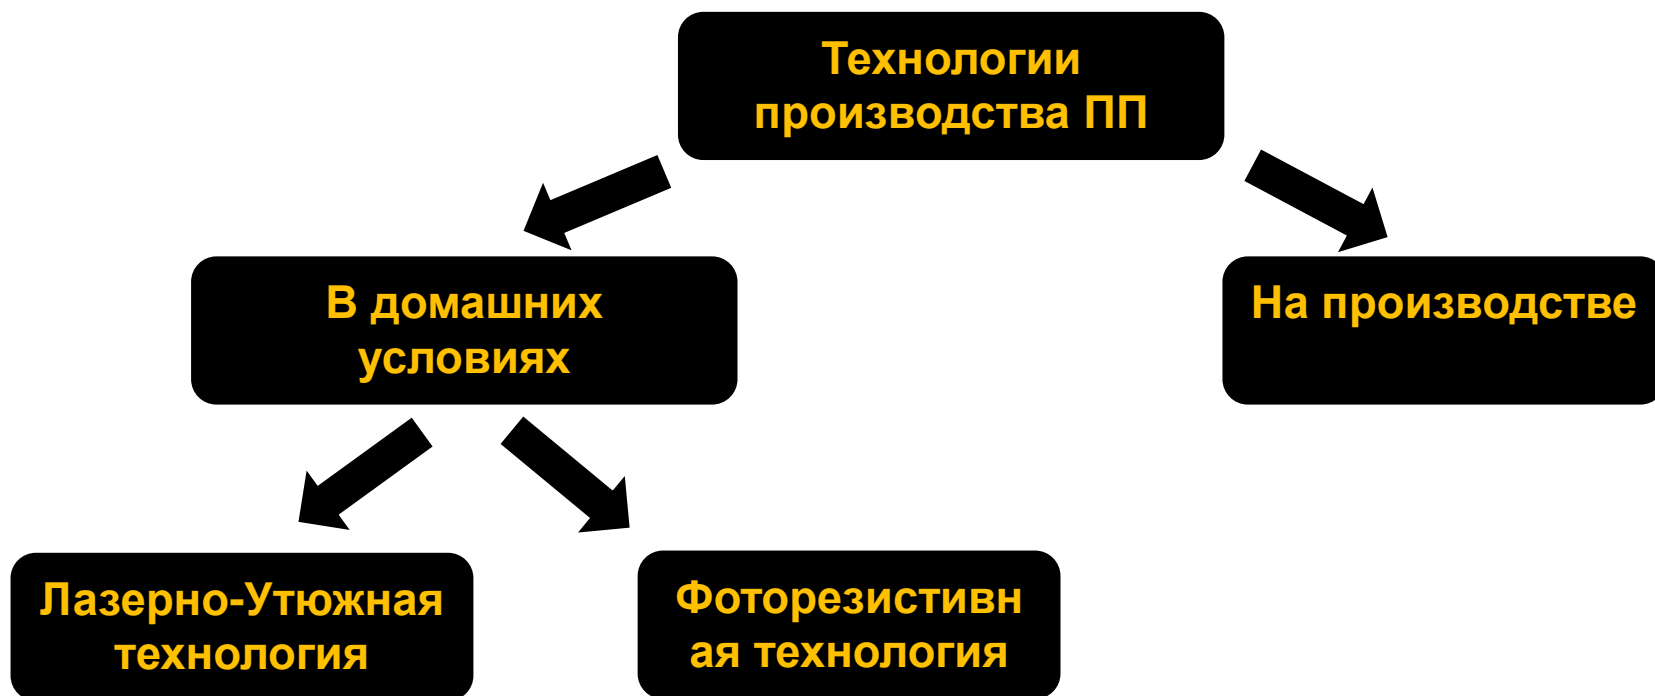 Технологии
производства ПП
В домашних
условиях
На производстве
Лазерно-Утюжная
технология
Фоторезистивн
ая технология